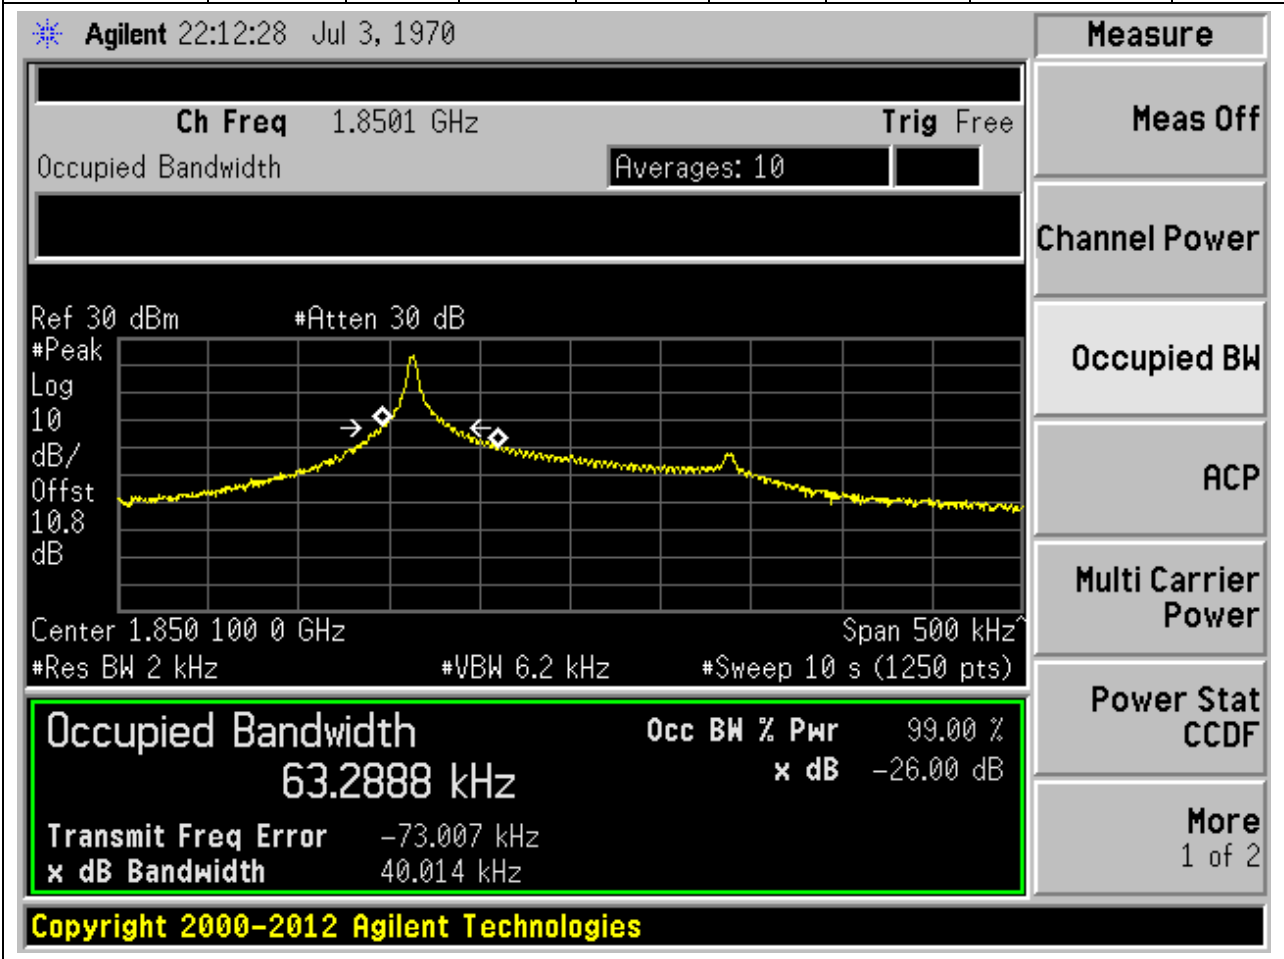 Agilent 22:12:28 Jul 3, 1970
Measure
Ch Freq 1.8501 GHz Trig Free
Occupied Bandwidth Averages: 10
Meas Off
Channel Power
Occupied BW
ACP
Multi Carrier
Power
Power Stat
CCDF
More
1 of 2
Ref 30 dBm #Atten 30 dB
#Peak
Log
10
dB/
Offst
10.8
dB
Center 1.850 100 0 GHz Span 500 kHz^
#Res BW 2 kHz #VBW 6.2 kHz #Sweep 10 s (1250 pts)
Occupied Bandwidth Occ BW % Pwr 99.00 %
63.2888 kHz x dB -26.00 dB
Transmit Freq Error -73.007 kHz
x dB Bandwidth 40.014 kHz
Copyright 2000-2012 Agilent Technologies